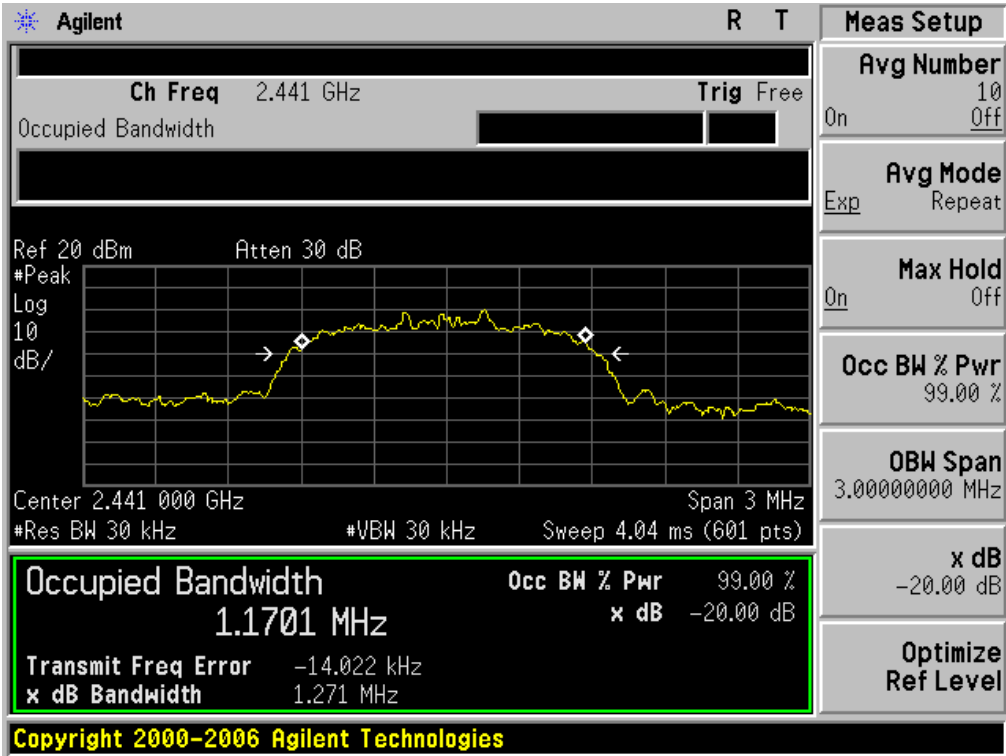 Agilent R T
Ch Freq 2.441 GHz Trig Free
Occupied Bandwidth
Ref 20 dBm Atten 30 dB
#Peak
Log
10
dB/
Center 2.441 000 GHz Span 3 MHz
#Res BW 30 kHz #VBW 30 kHz Sweep 4.04 ms (601 pts)
Occupied Bandwidth Occ BW % Pwr 99.00 %
1.1701 MHz x dB -20.00 dB
Transmit Freq Error -14.022 kHz
x dB Bandwidth 1.271 MHz
Copyright 2000-2006 Agilent Technologies
Meas Setup
Avg Number
10
On Off
Avg Mode
Exp Repeat
Max Hold
On Off
Occ BW % Pwr
99.00 %
OBW Span
3.00000000 MHz
x dB
-20.00 dB
Optimize
Ref Level